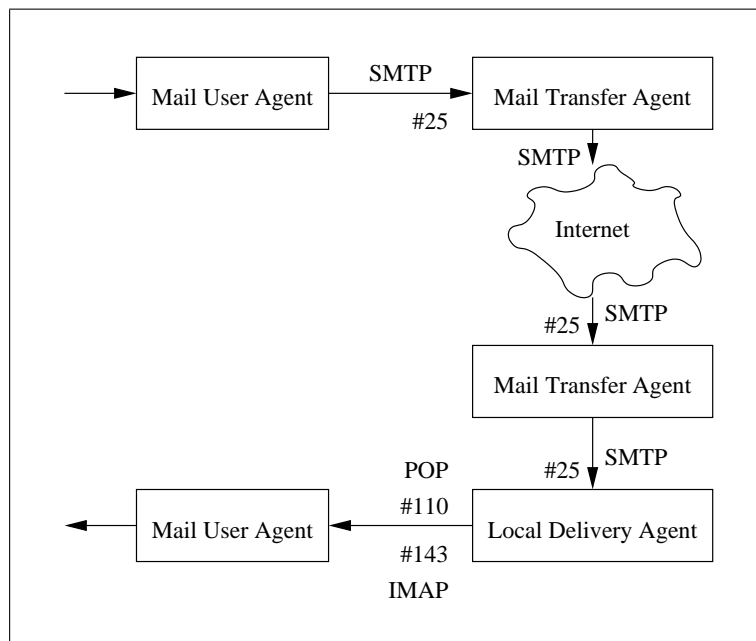 SMTP
Mail User Agent
Mail Transfer Agent
#25
SMTP
Internet
#25
SMTP
Mail Transfer Agent
#25
SMTP
POP
#110
Mail User Agent
Local Delivery Agent
#143
IMAP